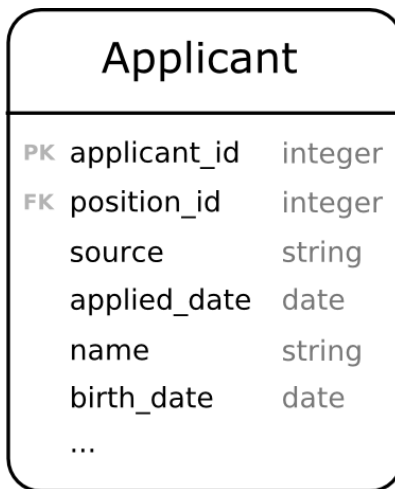 Applicant
PK applicant_id integer
FK position_id integer
source string
applied_date date
name string
birth_date date
...